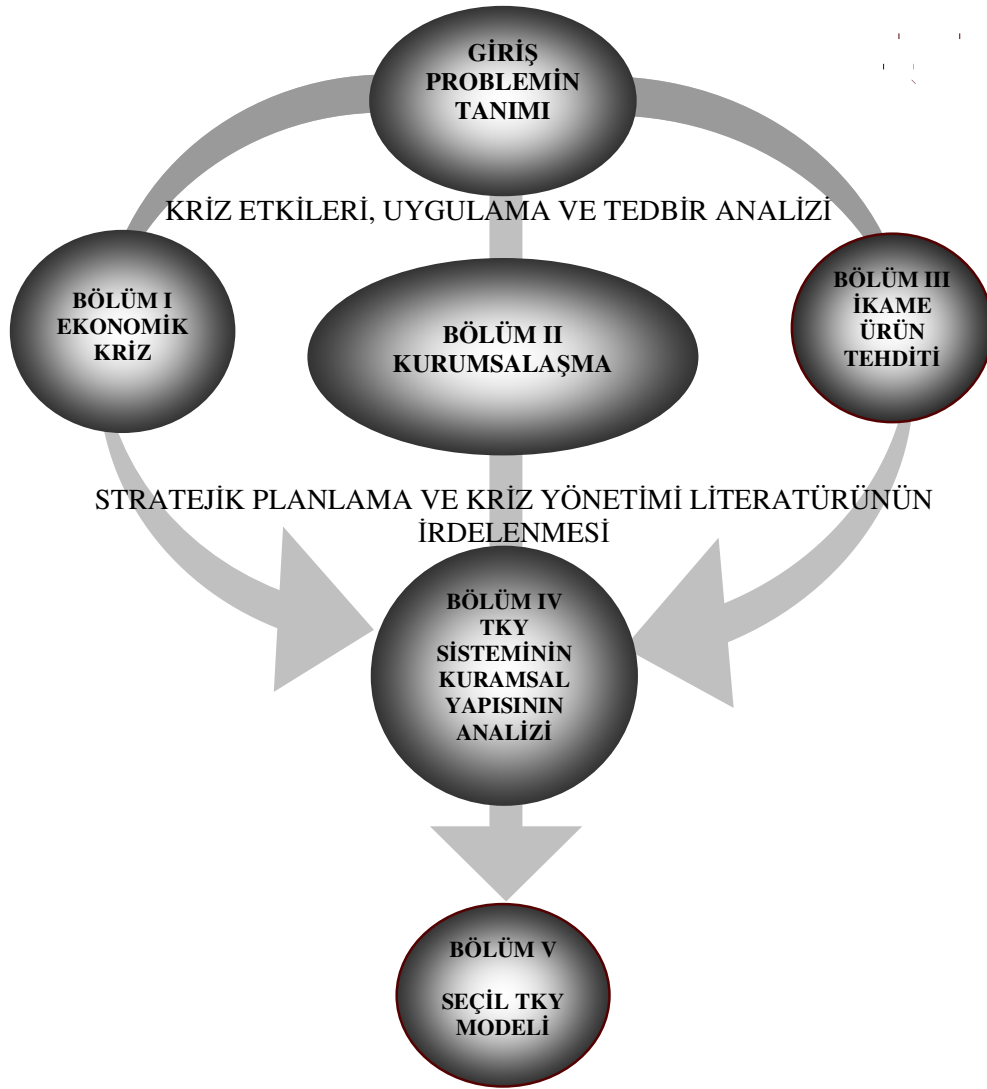 GİRİŞ
PROBLEMİN
TANIMI
KRİZ ETKİLERİ, UYGULAMA VE TEDBİR ANALİZİ
BÖLÜM I
EKONOMİK
KRİZ
BÖLÜM II
KURUMSALAŞMA
BÖLÜM III
İKAME
ÜRÜN
TEHDİTİ
STRATEJİK PLANLAMA VE KRİZ YÖNETİMİ LİTERATÜRÜNÜN
İRDELENMESİ
BÖLÜM IV
TKY
SİSTEMİNİN
KURAMSAL
YAPISININ
ANALİZİ
BÖLÜM V
SEÇİL TKY
MODELİ